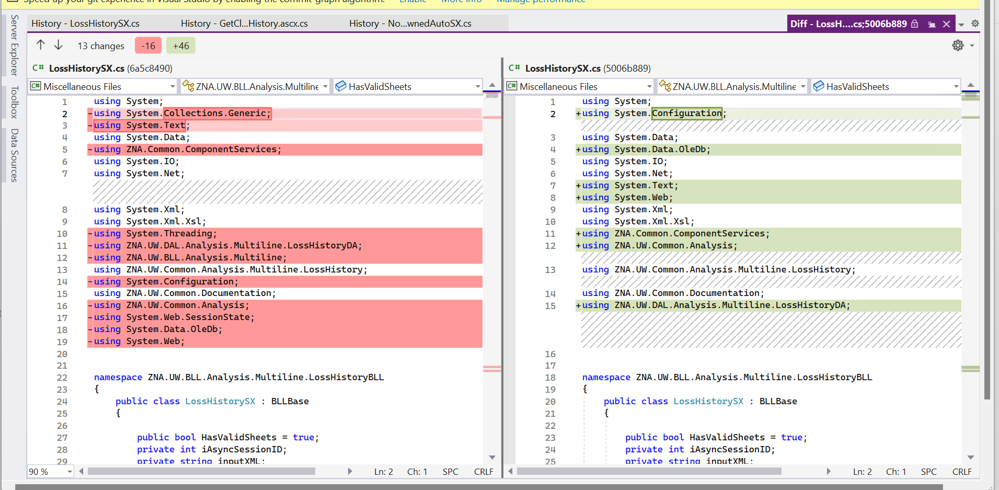 Speed up your git experience in Visual Studio by enabling the commit-graph algorithm. Enable More info Manage performance
Server Explorer
Toolbox
Data Sources
History - LossHistorySX.cs History - GetCl...History.ascx.cs History - No...wnedAutoSX.cs Diff - LossH....cs;5006b889
13 changes -16 +46
C# LossHistorySX.cs (6a5c8490)
C# Miscellaneous Files ZNA.UW.BLL.Analysis.Multiline HasValidSheets
1 using System;
2 -using System.Collections.Generic;
3 -using System.Text;
4 using System.Data;
5 -using ZNA.Common.ComponentServices;
6 using System.IO;
7 using System.Net;
8 using System.Xml;
9 using System.Xml.Xsl;
10 -using System.Threading;
11 -using ZNA.UW.DAL.Analysis.Multiline.LossHistoryDA;
12 -using ZNA.UW.BLL.Analysis.Multiline;
13 using ZNA.UW.Common.Analysis.Multiline.LossHistory;
14 -using System.Configuration;
15 using ZNA.UW.Common.Documentation;
16 -using ZNA.UW.Common.Analysis;
17 -using System.Web.SessionState;
18 -using System.Data.OleDb;
19 -using System.Web;
20
21
22 namespace ZNA.UW.BLL.Analysis.Multiline.LossHistoryBLL
23 {
24 public class LossHistorySX : BLLBase
25 {
26
27 public bool HasValidSheets = true;
28 private int iAsyncSessionID;
29 private string inputXML;
90 % Ln: 2 Ch: 1 SPC CRLF
C# LossHistorySX.cs (5006b889)
C# Miscellaneous Files ZNA.UW.BLL.Analysis.Multiline HasValidSheets
1 using System;
2 +using System.Configuration;
3 using System.Data;
4 +using System.Data.OleDb;
5 using System.IO;
6 using System.Net;
7 +using System.Text;
8 +using System.Web;
9 using System.Xml;
10 using System.Xml.Xsl;
11 +using ZNA.Common.ComponentServices;
12 +using ZNA.UW.Common.Analysis;
13 using ZNA.UW.Common.Analysis.Multiline.LossHistory;
14 using ZNA.UW.Common.Documentation;
15 +using ZNA.UW.DAL.Analysis.Multiline.LossHistoryDA;
16
17
18 namespace ZNA.UW.BLL.Analysis.Multiline.LossHistoryBLL
19 {
20 public class LossHistorySX : BLLBase
21 {
22
23 public bool HasValidSheets = true;
24 private int iAsyncSessionID;
25 private string inputXML;
Ln: 2 Ch: 1 SPC CRLF